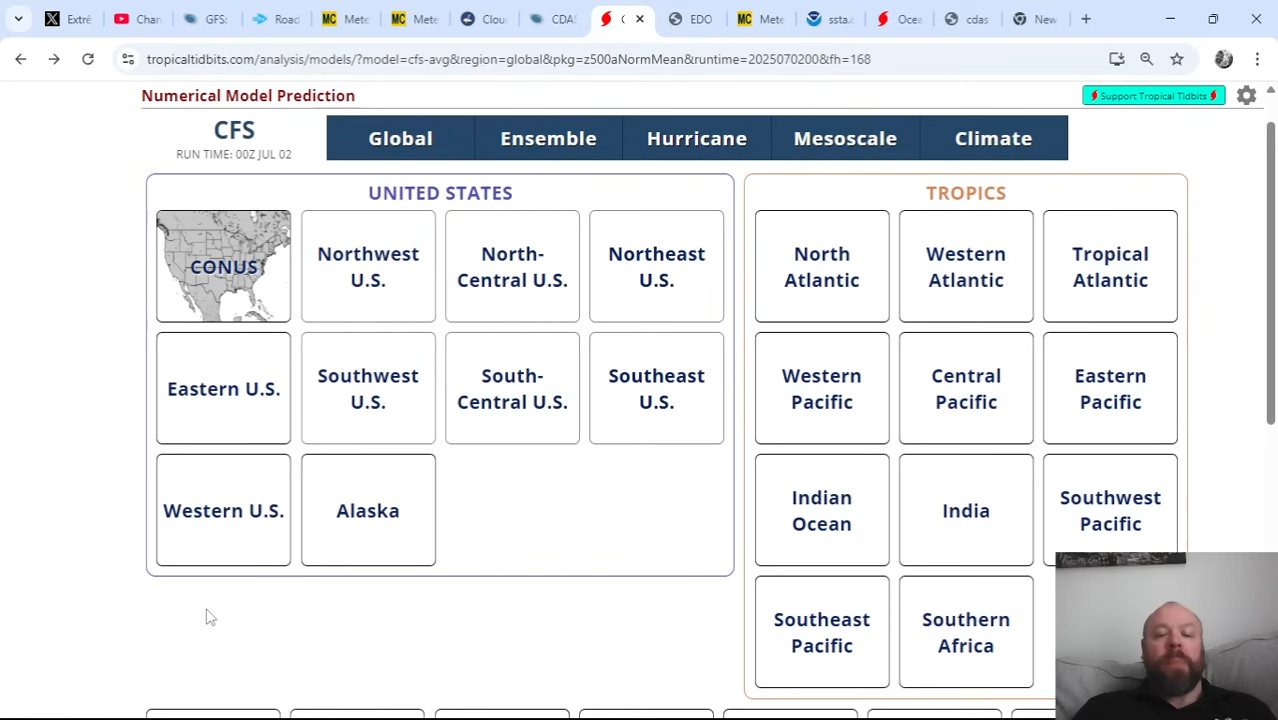 Extrê
Chan
GFS:
Road
Mete
Mete
Clou
CDAS
C
EDO
Mete
ssta.
Ocea
cdas
New
tropicaltidbits.com/analysis/models/?model=cfs-avg&region=global&pkg=z500aNormMean&runtime=2025070200&fh=168
Numerical Model Prediction
Support Tropical Tidbits
CFS
RUN TIME: 00Z JUL 02
Global
Ensemble
Hurricane
Mesoscale
Climate
UNITED STATES
CONUS
Northwest
U.S.
North-
Central U.S.
Northeast
U.S.
Eastern U.S.
Southwest
U.S.
South-
Central U.S.
Southeast
U.S.
Western U.S.
Alaska
TROPICS
North
Atlantic
Western
Atlantic
Tropical
Atlantic
Western
Pacific
Central
Pacific
Eastern
Pacific
Indian
Ocean
India
Southwest
Pacific
Southeast
Pacific
Southern
Africa